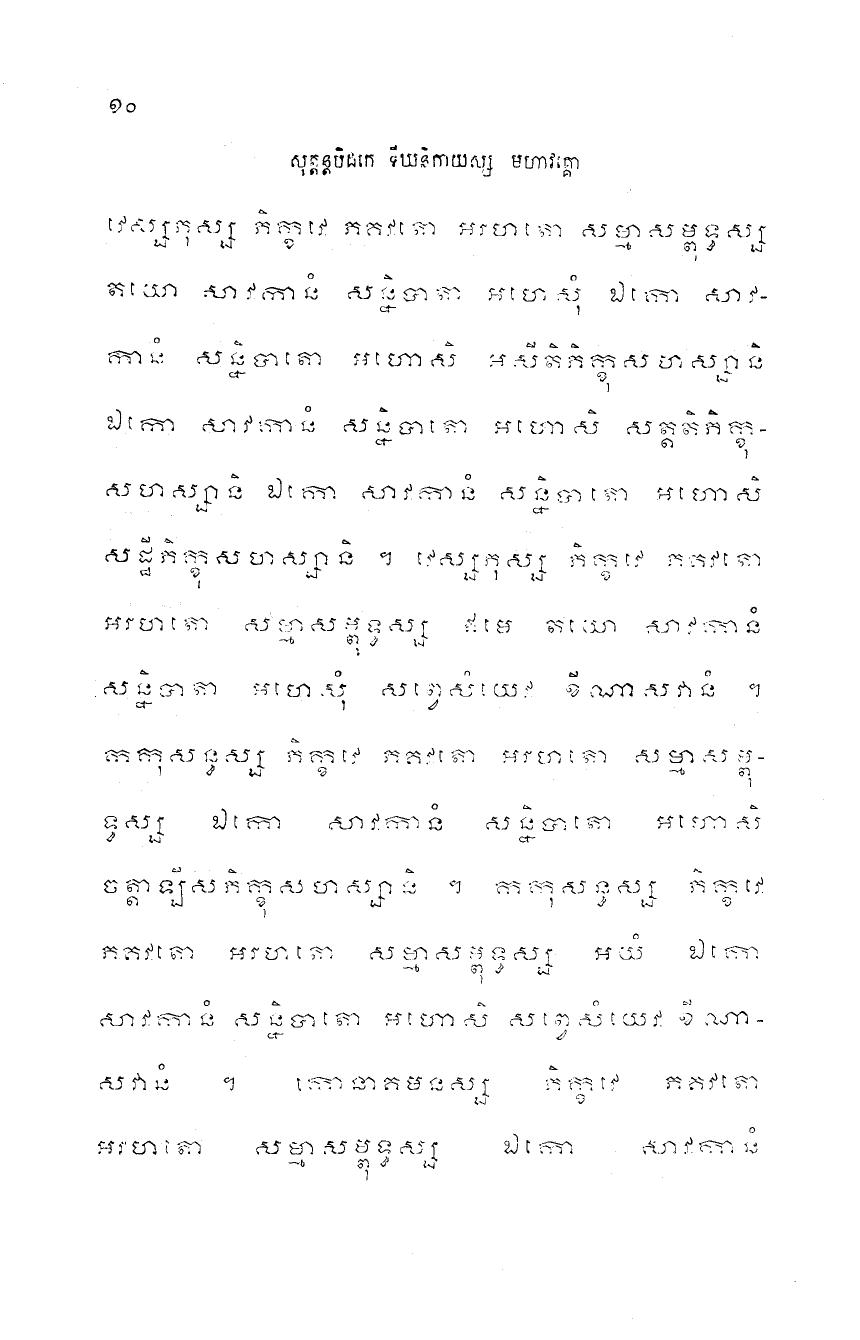 ១០
សុត្តន្តបិដកេ ទីឃនិកាយស្ស មហាវគ្គោ
វេស្សភុស្ស ភិក្ខវេ ភគវតោ អរហតោ សម្មាសម្ពុទ្ធស្ស
តយោ សាវកានំ សន្និបាតា អហេសុំ ឯកោ សាវ-
កានំ សន្និបាតោ អហោសិ អសីតិភិក្ខុសហស្សានិ
ឯកោ សាវកានំ សន្និបាតោ អហោសិ សត្តតិភិក្ខុ-
សហស្សានិ ឯកោ សាវកានំ សន្និបាតោ អហោសិ
សដ្ឋីភិក្ខុសហស្សានិ ។ វេស្សភុស្ស ភិក្ខវេ ភគវតោ
អរហតោ សម្មាសម្ពុទ្ធស្ស ឥមេ តយោ សាវកានំ
សន្និបាតា អហេសុំ សព្វេសំយេវ ខីណាសវានំ ។
កកុសន្ធស្ស ភិក្ខវេ ភគវតោ អរហតោ សម្មាសម្ពុ-
ទ្ធស្ស ឯកោ សាវកានំ សន្និបាតោ អហោសិ
ចត្តាឡីសភិក្ខុសហស្សានិ ។ កកុសន្ធស្ស ភិក្ខវេ
ភគវតោ អរហតោ សម្មាសម្ពុទ្ធស្ស អយំ ឯកោ
សាវកានំ សន្និបាតោ អហោសិ សព្វេសំយេវ ខីណា-
សវានំ ។ កោនាគមនស្ស ភិក្ខវេ ភគវតោ
អរហតោ សម្មាសម្ពុទ្ធស្ស ឯកោ សាវកានំ